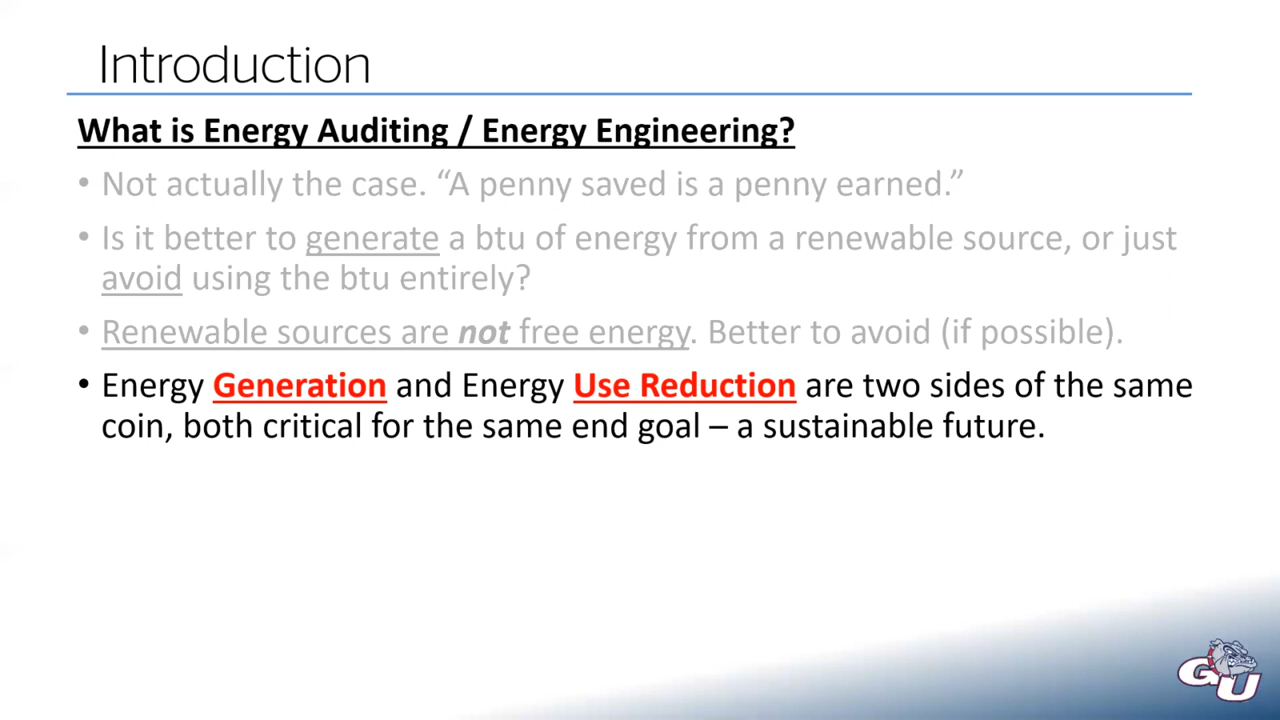 Introduction
What is Energy Auditing / Energy Engineering?
• Not actually the case. “A penny saved is a penny earned.”
• Is it better to generate a btu of energy from a renewable source, or just
avoid using the btu entirely?
• Renewable sources are not free energy. Better to avoid (if possible).
• Energy Generation and Energy Use Reduction are two sides of the same
coin, both critical for the same end goal – a sustainable future.
GU